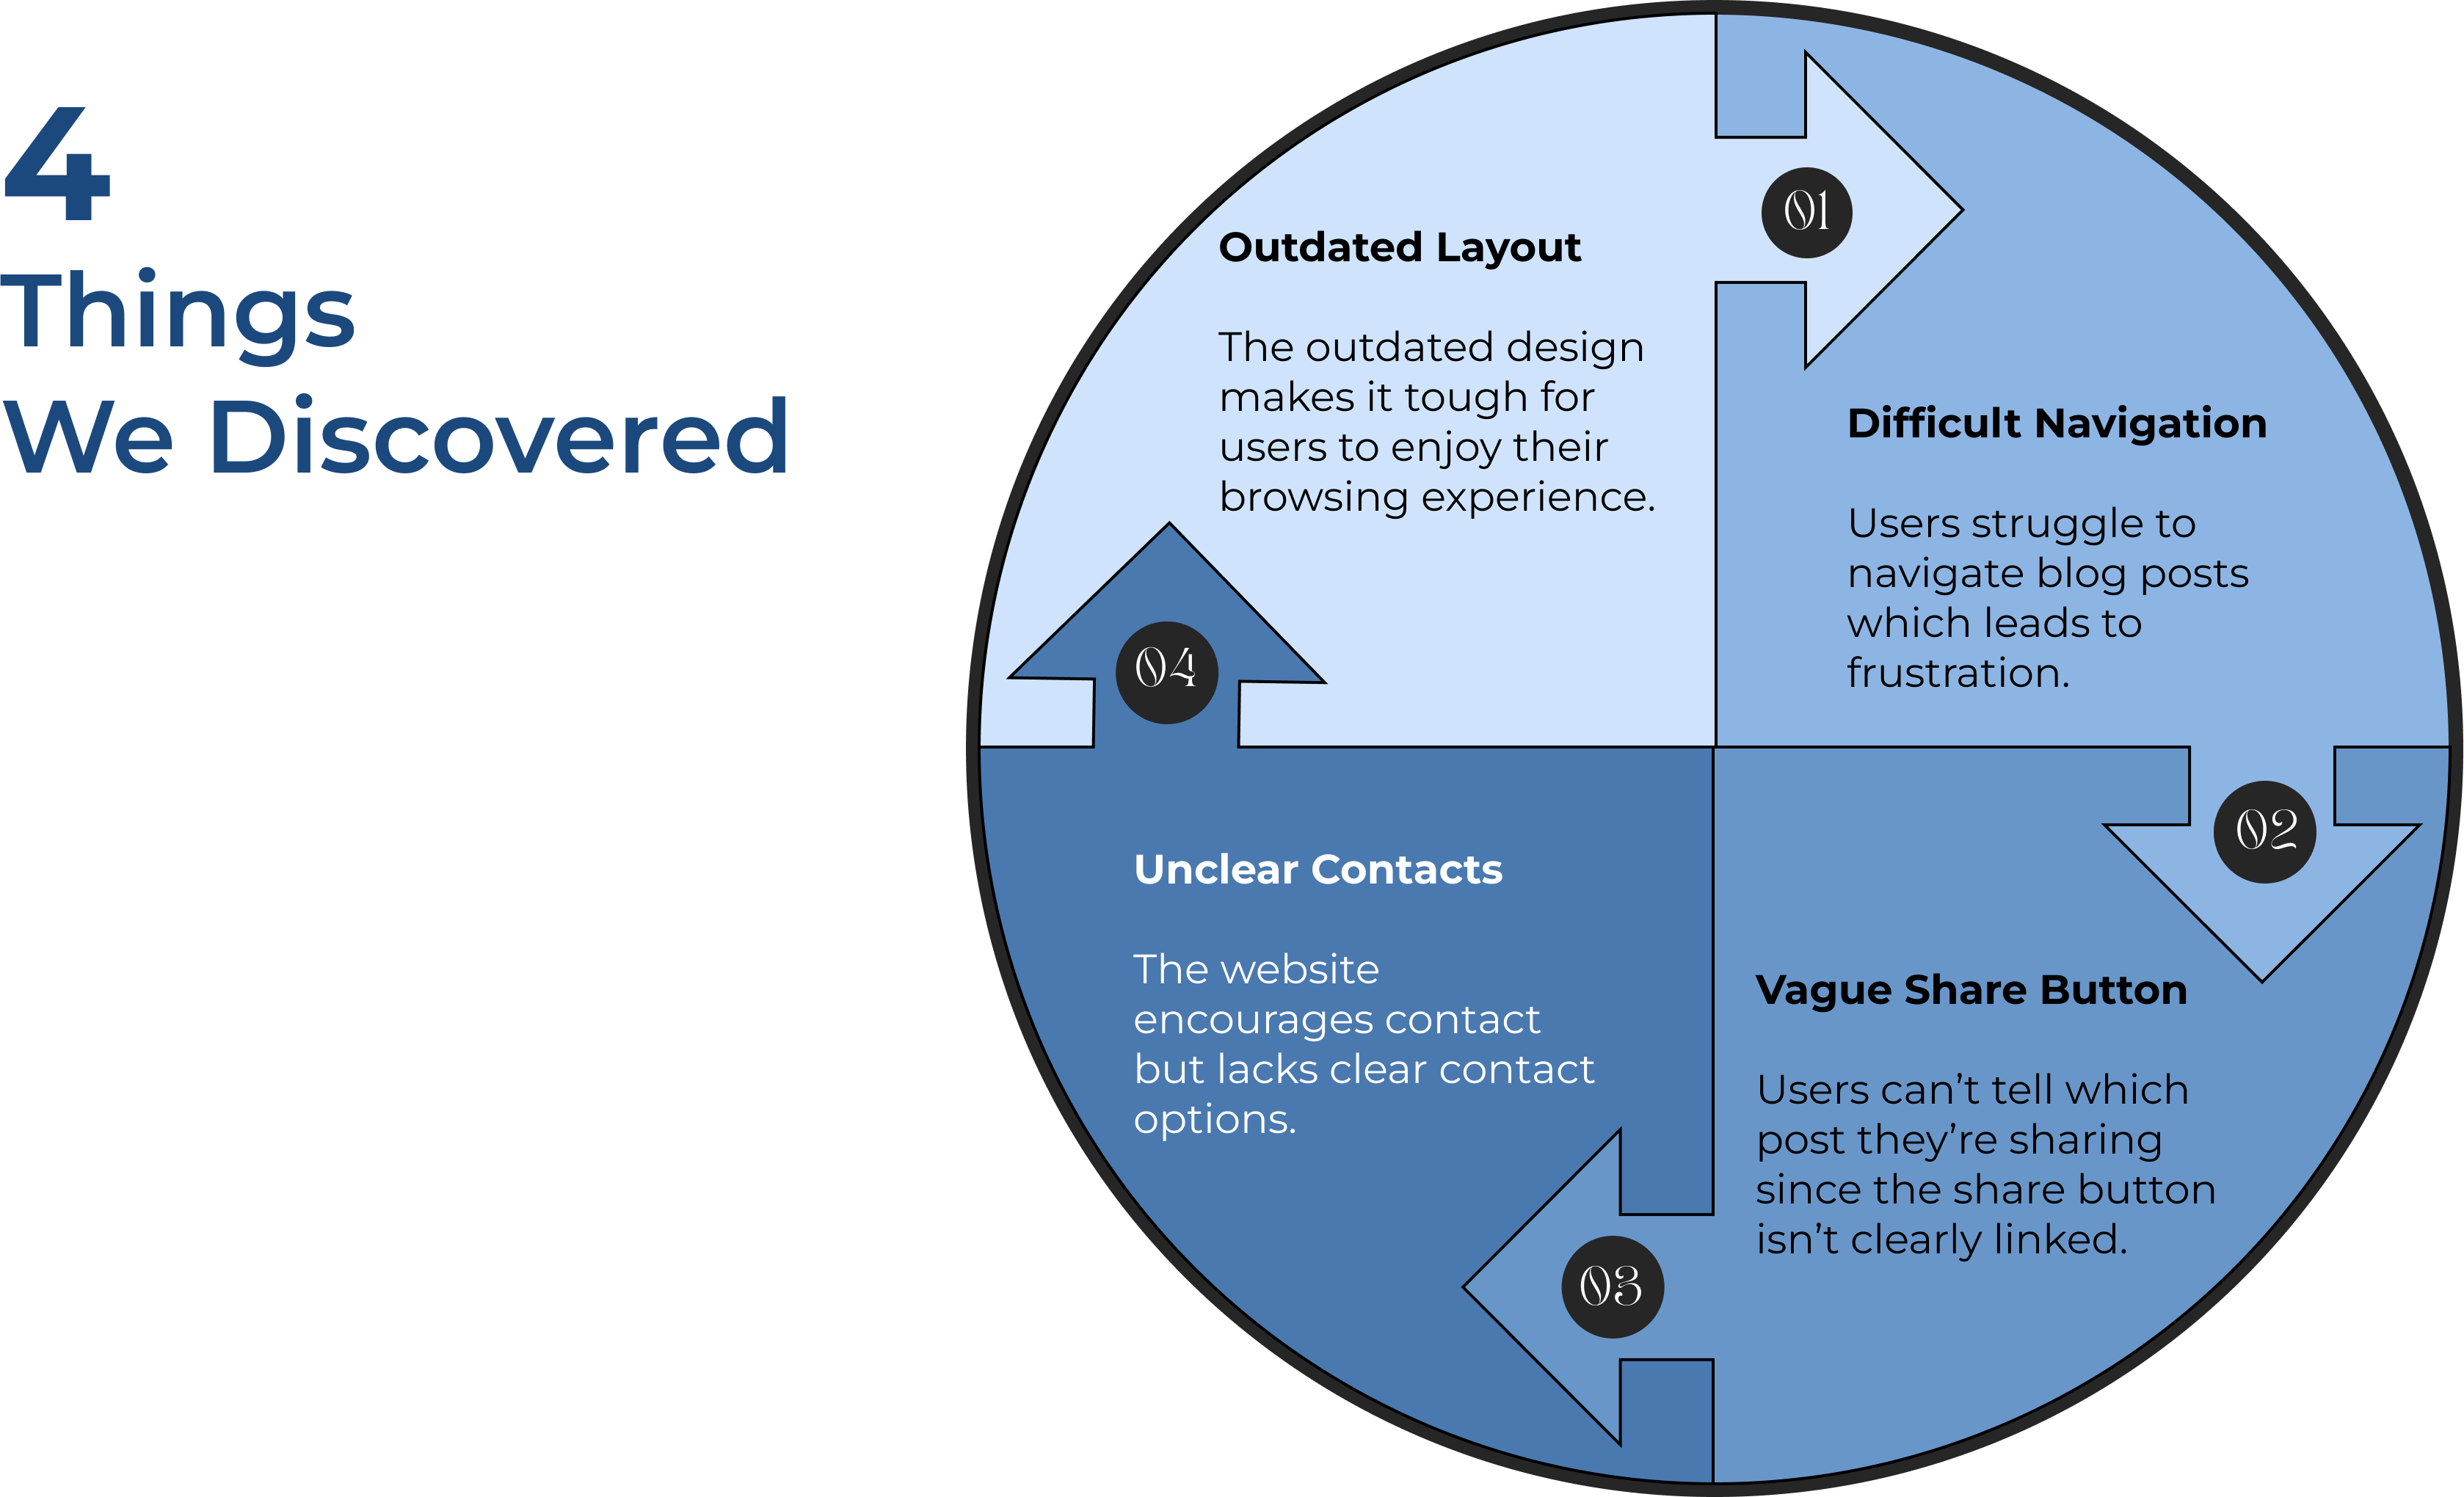 4
Things
We Discovered
01
Outdated Layout
The outdated design
makes it tough for
users to enjoy their
browsing experience.
02
Difficult Navigation
Users struggle to
navigate blog posts
which leads to
frustration.
03
Vague Share Button
Users can’t tell which
post they’re sharing
since the share button
isn’t clearly linked.
04
Unclear Contacts
The website
encourages contact
but lacks clear contact
options.